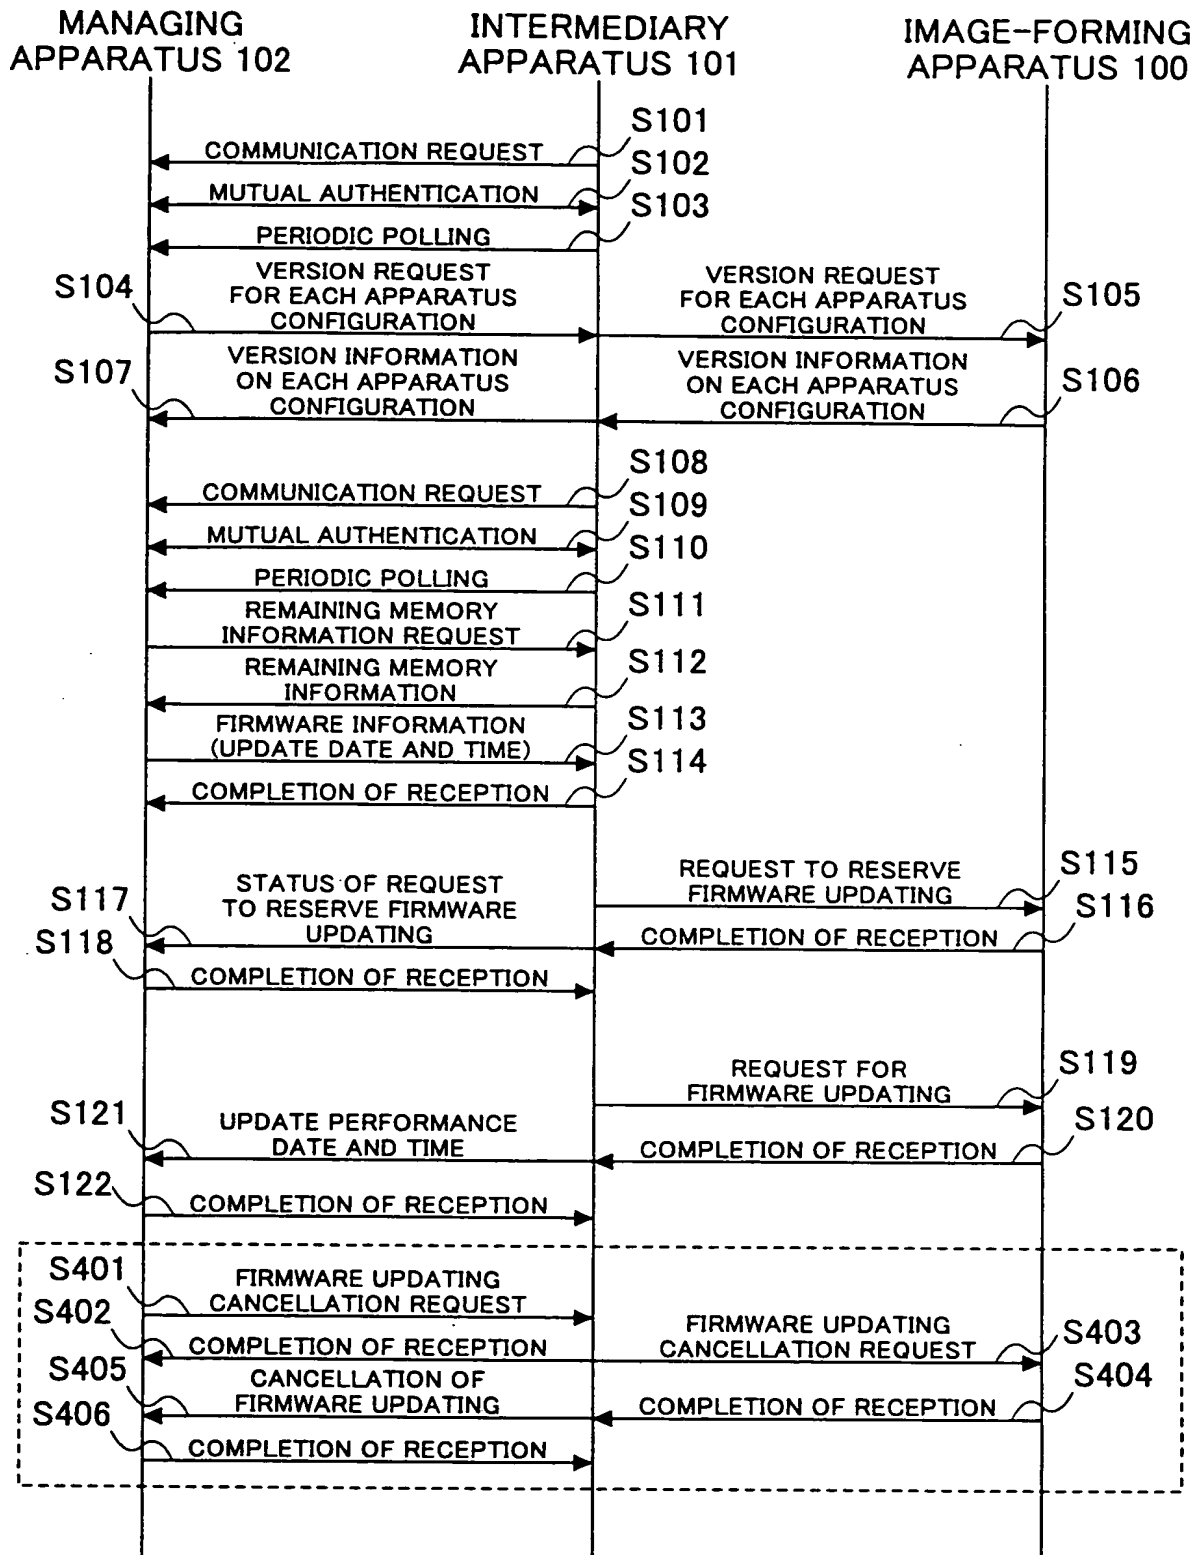 MANAGING
APPARATUS 102
INTERMEDIARY
APPARATUS 101
IMAGE-FORMING
APPARATUS 100
S101
COMMUNICATION REQUEST
S102
MUTUAL AUTHENTICATION
S103
PERIODIC POLLING
S104
VERSION REQUEST
FOR EACH APPARATUS
CONFIGURATION
VERSION REQUEST
FOR EACH APPARATUS
CONFIGURATION
S105
S107
VERSION INFORMATION
ON EACH APPARATUS
CONFIGURATION
VERSION INFORMATION
ON EACH APPARATUS
CONFIGURATION
S106
S108
COMMUNICATION REQUEST
S109
MUTUAL AUTHENTICATION
S110
PERIODIC POLLING
S111
REMAINING MEMORY
INFORMATION REQUEST
S112
REMAINING MEMORY
INFORMATION
S113
FIRMWARE INFORMATION
(UPDATE DATE AND TIME)
S114
COMPLETION OF RECEPTION
REQUEST TO RESERVE
FIRMWARE UPDATING
S115
S117
STATUS OF REQUEST
TO RESERVE FIRMWARE
UPDATING
COMPLETION OF RECEPTION
S116
S118
COMPLETION OF RECEPTION
REQUEST FOR
FIRMWARE UPDATING
S119
S121
UPDATE PERFORMANCE
DATE AND TIME
COMPLETION OF RECEPTION
S120
S122
COMPLETION OF RECEPTION
S401
FIRMWARE UPDATING
CANCELLATION REQUEST
S402
COMPLETION OF RECEPTION
FIRMWARE UPDATING
CANCELLATION REQUEST
S403
S405
CANCELLATION OF
FIRMWARE UPDATING
COMPLETION OF RECEPTION
S404
S406
COMPLETION OF RECEPTION